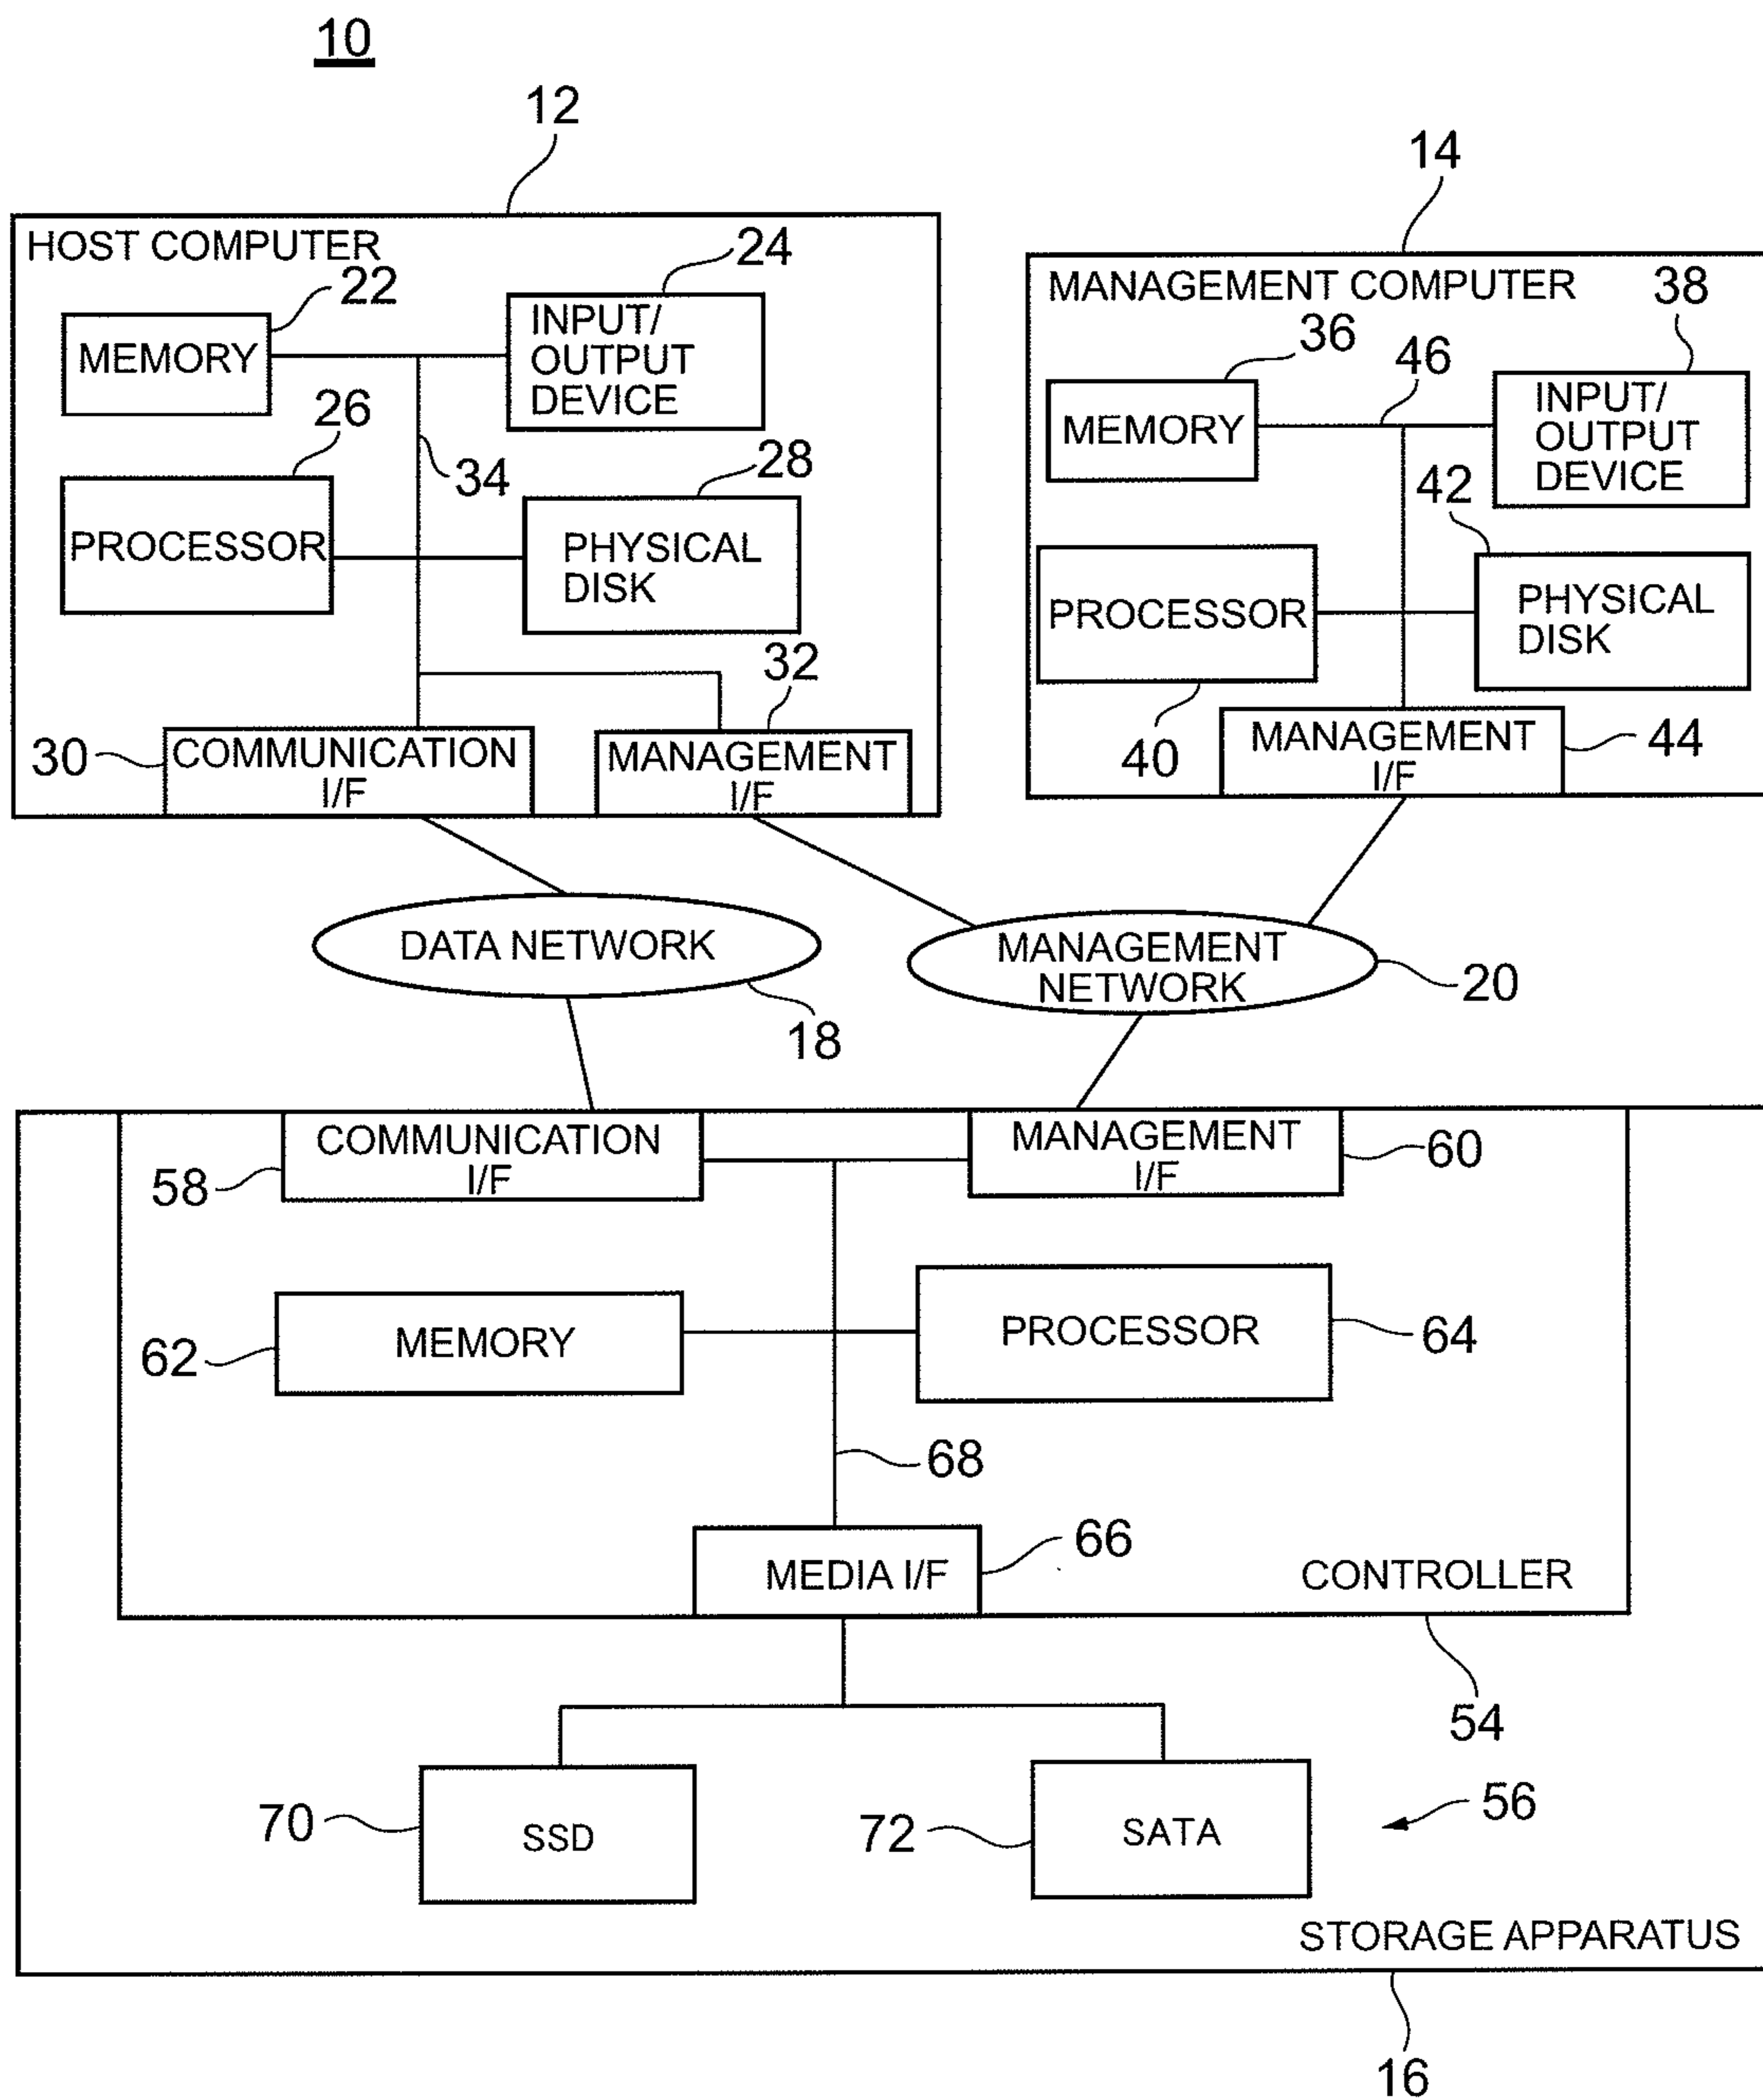 10
12
14
HOST COMPUTER
22
24
MEMORY
INPUT/
OUTPUT
DEVICE
26
34
28
PROCESSOR
PHYSICAL
DISK
32
30
COMMUNICATION
I/F
MANAGEMENT
I/F
MANAGEMENT COMPUTER
38
36
46
MEMORY
INPUT/
OUTPUT
DEVICE
42
PROCESSOR
PHYSICAL
DISK
40
MANAGEMENT
I/F
44
DATA NETWORK
18
MANAGEMENT
NETWORK
20
COMMUNICATION
I/F
58
MANAGEMENT
I/F
60
62
MEMORY
PROCESSOR
64
68
MEDIA I/F
66
CONTROLLER
54
70
SSD
72
SATA
56
STORAGE APPARATUS
16